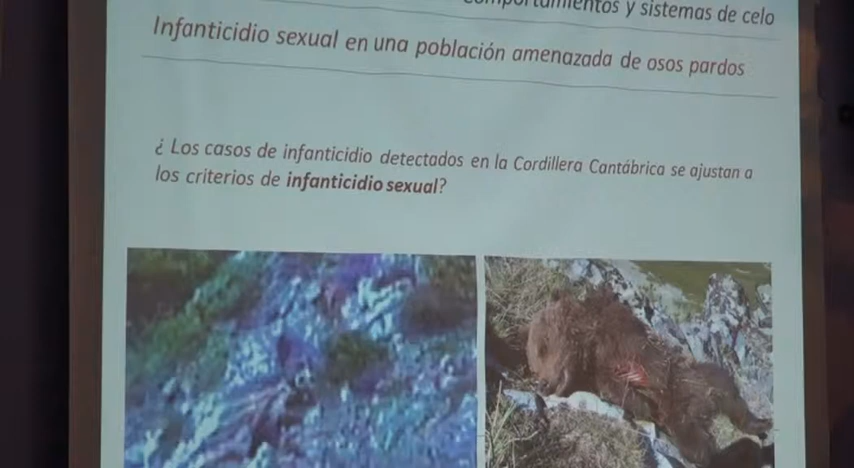 comportamientos y sistemas de celo
Infanticidio sexual en una población amenazada de osos pardos
¿ Los casos de infanticidio detectados en la Cordillera Cantábrica se ajustan a
los criterios de infanticidio sexual?